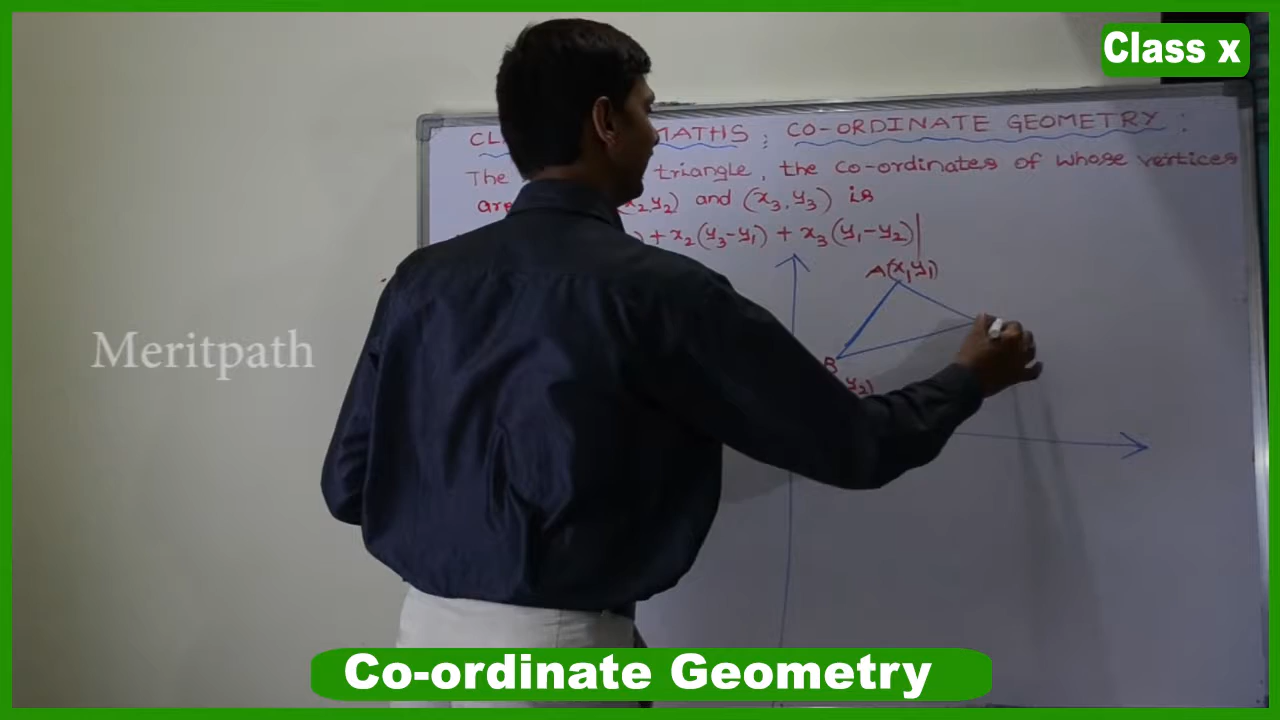 Class x
MATHS : CO-ORDINATE GEOMETRY :
The triangle, the co-ordinates of whose vertices
are x2,y2) and (x3,y3) is
) + x2(y3-y1) + x3(y1-y2)|
A(x1,y1)
B
y2)
Meritpath
Co-ordinate Geometry